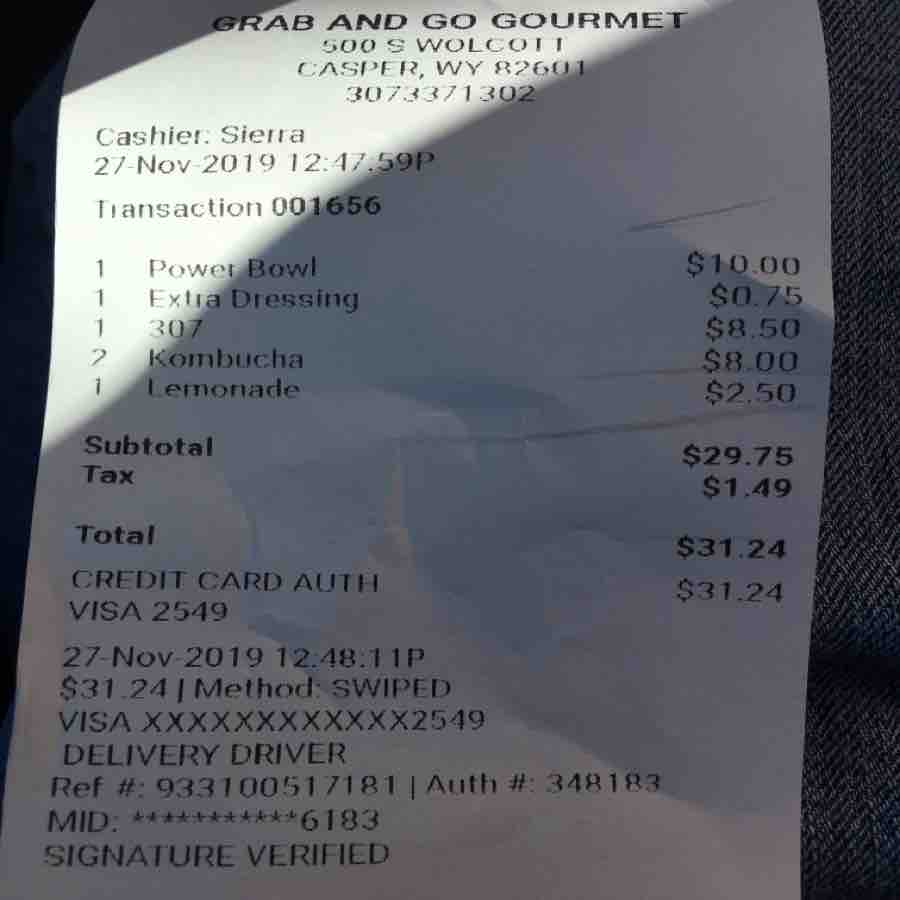 GRAB AND GO GOURMET
500 S WOLCOTT
CASPER, WY 82601
3073371302
Cashier: Sierra
27-Nov-2019 12:47:59P
Transaction 001656
1 Power Bowl $10.00
1 Extra Dressing $0.75
1 307 $8.50
2 Kombucha $8.00
1 Lemonade $2.50
Subtotal $29.75
Tax $1.49
Total $31.24
CREDIT CARD AUTH $31.24
VISA 2549
27-Nov-2019 12:48:11P
$31.24 | Method: SWIPED
VISA XXXXXXXXXXXX2549
DELIVERY DRIVER
Ref #: 933100517181 | Auth #: 348183
MID: ***********6183
SIGNATURE VERIFIED